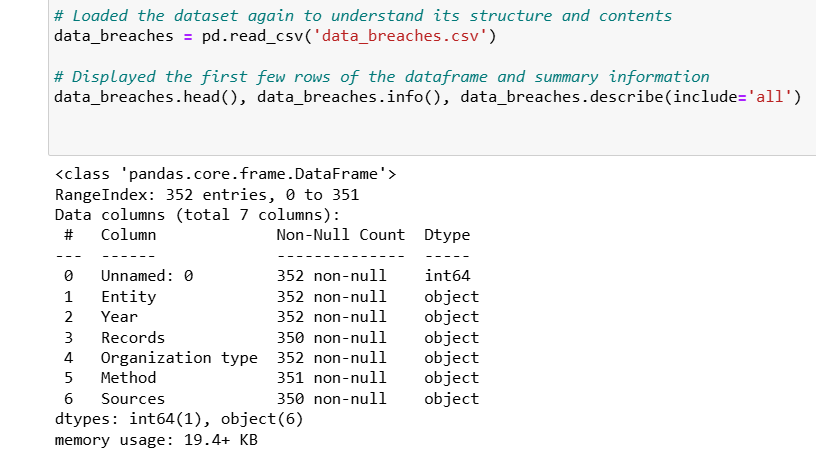 # Loaded the dataset again to understand its structure and contents
data_breaches = pd.read_csv('data_breaches.csv')
# Displayed the first few rows of the dataframe and summary information
data_breaches.head(), data_breaches.info(), data_breaches.describe(include='all')
<class 'pandas.core.frame.DataFrame'>
RangeIndex: 352 entries, 0 to 351
Data columns (total 7 columns):
 #   Column             Non-Null Count  Dtype
---  ------             --------------  -----
 0   Unnamed: 0         352 non-null    int64
 1   Entity             352 non-null    object
 2   Year               352 non-null    object
 3   Records            350 non-null    object
 4   Organization type  352 non-null    object
 5   Method             351 non-null    object
 6   Sources            350 non-null    object
dtypes: int64(1), object(6)
memory usage: 19.4+ KB